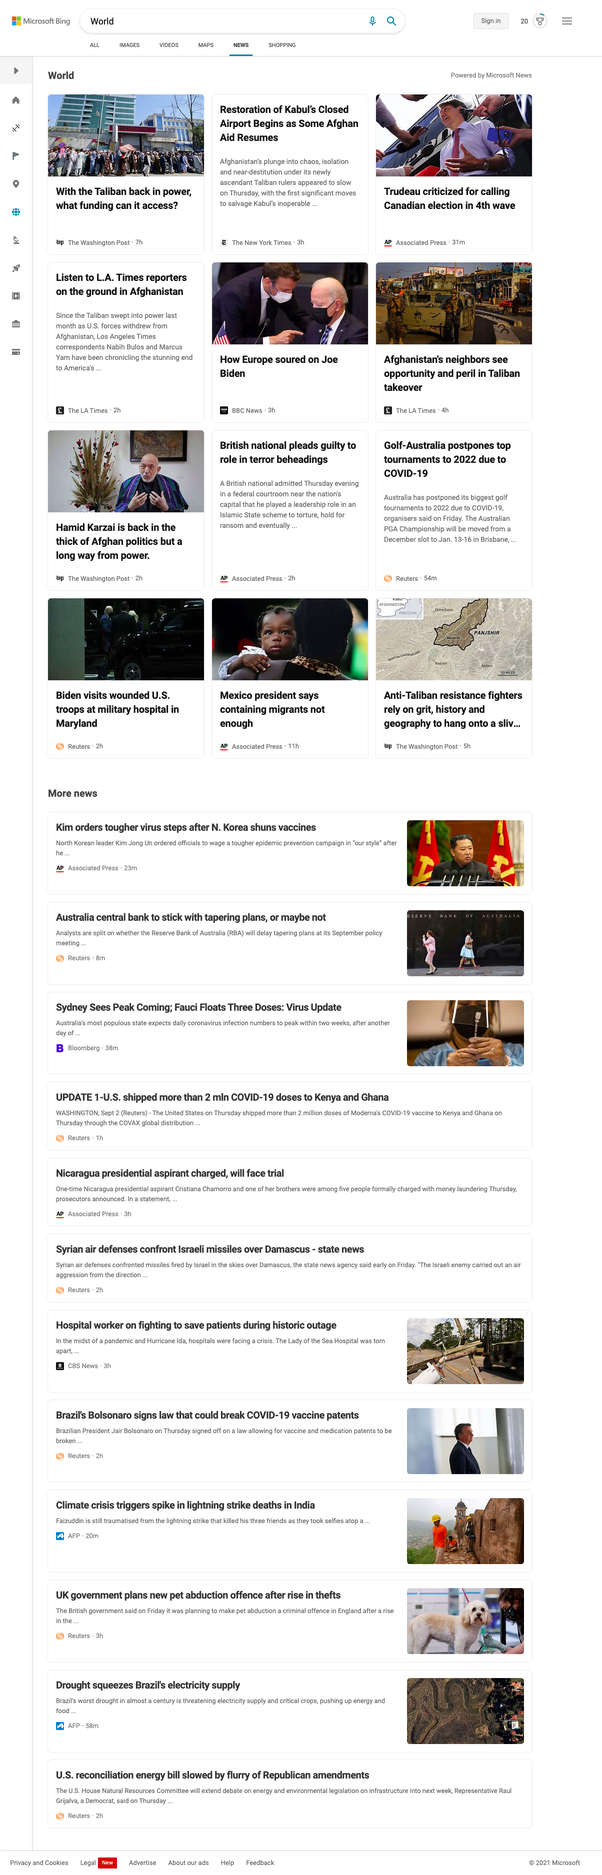 Microsoft Bing
World
Sign in
20
ALL IMAGES VIDEOS MAPS NEWS SHOPPING
World
Powered by Microsoft News
With the Taliban back in power,
what funding can it access?
The Washington Post · 7h
Restoration of Kabul's Closed
Airport Begins as Some Afghan
Aid Resumes
Afghanistan's plunge into chaos, isolation
and near-destitution under its newly
ascendant Taliban rulers appeared to slow
on Thursday, with the first significant moves
to salvage Kabul's inoperable ...
The New York Times · 3h
Trudeau criticized for calling
Canadian election in 4th wave
AP Associated Press · 31m
Listen to L.A. Times reporters
on the ground in Afghanistan
Since the Taliban swept into power last
month as U.S. forces withdrew from
Afghanistan, Los Angeles Times
correspondents Nabih Bulos and Marcus
Yam have been chronicling the stunning end
to America's ...
The LA Times · 2h
How Europe soured on Joe
Biden
BBC News · 3h
Afghanistan's neighbors see
opportunity and peril in Taliban
takeover
The LA Times · 4h
Hamid Karzai is back in the
thick of Afghan politics but a
long way from power.
The Washington Post · 2h
British national pleads guilty to
role in terror beheadings
A British national admitted Thursday evening
in a federal courtroom near the nation's
capital that he played a leadership role in an
Islamic State scheme to torture, hold for
ransom and eventually ...
AP Associated Press · 2h
Golf-Australia postpones top
tournaments to 2022 due to
COVID-19
Australia has postponed its biggest golf
tournaments to 2022 due to COVID-19,
organisers said on Friday. The Australian
PGA Championship will be moved from a
December slot to Jan. 13-16 in Brisbane, ...
Reuters · 54m
Biden visits wounded U.S.
troops at military hospital in
Maryland
Reuters · 2h
Mexico president says
containing migrants not
enough
AP Associated Press · 11h
AFGHANISTAN
PANJSHIR
Anti-Taliban resistance fighters
rely on grit, history and
geography to hang onto a sliv...
The Washington Post · 5h
More news
Kim orders tougher virus steps after N. Korea shuns vaccines
North Korean leader Kim Jong Un ordered officials to wage a tougher epidemic prevention campaign in "our style" after
he ...
AP Associated Press · 23m
Australia central bank to stick with tapering plans, or maybe not
Analysts are split on whether the Reserve Bank of Australia (RBA) will delay tapering plans at its September policy
meeting ...
Reuters · 8m
RESERVE BANK OF AUSTRALIA
Sydney Sees Peak Coming; Fauci Floats Three Doses: Virus Update
Australia's most populous state expects daily coronavirus infection numbers to peak within two weeks, after another
day of ...
B Bloomberg · 38m
UPDATE 1-U.S. shipped more than 2 mln COVID-19 doses to Kenya and Ghana
WASHINGTON, Sept 2 (Reuters) - The United States on Thursday shipped more than 2 million doses of Moderna's COVID-19 vaccine to Kenya and Ghana on
Thursday through the COVAX global distribution ...
Reuters · 1h
Nicaragua presidential aspirant charged, will face trial
One-time Nicaragua presidential aspirant Cristiana Chamorro and one of her brothers were among five people formally charged with money laundering Thursday,
prosecutors announced. In a statement, ...
AP Associated Press · 3h
Syrian air defenses confront Israeli missiles over Damascus - state news
Syrian air defenses confronted missiles fired by Israel in the skies over Damascus, the state news agency said early on Friday. "The Israeli enemy carried out an air
aggression from the direction ...
Reuters · 2h
Hospital worker on fighting to save patients during historic outage
In the midst of a pandemic and Hurricane Ida, hospitals were facing a crisis. The Lady of the Sea Hospital was torn
apart, ...
CBS News · 3h
Brazil's Bolsonaro signs law that could break COVID-19 vaccine patents
Brazilian President Jair Bolsonaro on Thursday signed off on a law allowing for vaccine and medication patents to be
broken ...
Reuters · 2h
Climate crisis triggers spike in lightning strike deaths in India
Faizuddin is still traumatised from the lightning strike that killed his three friends as they took selfies atop a ...
AFP · 20m
UK government plans new pet abduction offence after rise in thefts
The British government said on Friday it was planning to make pet abduction a criminal offence in England after a rise
in the ...
Reuters · 3h
Drought squeezes Brazil's electricity supply
Brazil's worst drought in almost a century is threatening electricity supply and critical crops, pushing up energy and
food ...
AFP · 58m
U.S. reconciliation energy bill slowed by flurry of Republican amendments
The U.S. House Natural Resources Committee will extend debate on energy and environmental legislation on infrastructure into next week, Representative Raul
Grijalva, a Democrat, said on Thursday ...
Reuters · 2h
Privacy and Cookies Legal New Advertise About our ads Help Feedback © 2021 Microsoft